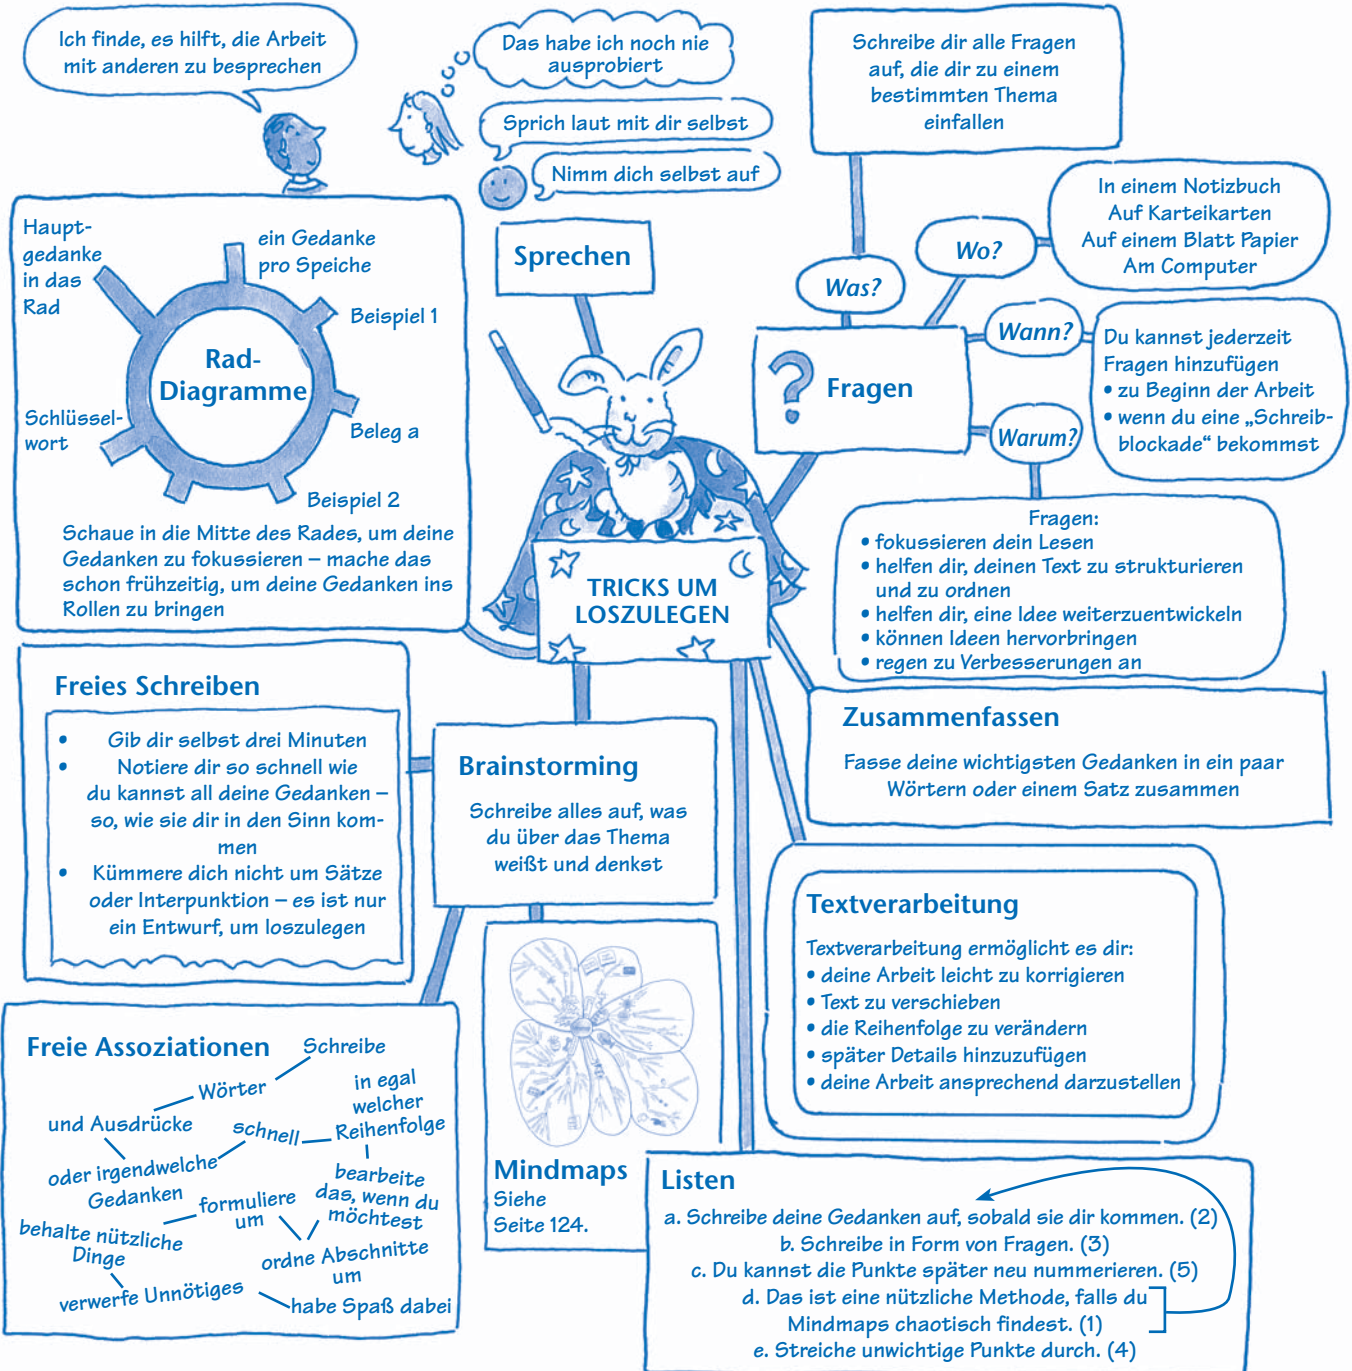 Ich finde, es hilft, die Arbeit
mit anderen zu besprechen
Das habe ich noch nie
ausprobiert
Sprich laut mit dir selbst
Nimm dich selbst auf
Sprechen
Schreibe dir alle Fragen
auf, die dir zu einem
bestimmten Thema
einfallen
Was?
Wo?
In einem Notizbuch
Auf Karteikarten
Auf einem Blatt Papier
Am Computer
Wann?
Du kannst jederzeit
Fragen hinzufügen
• zu Beginn der Arbeit
• wenn du eine „Schreib-
blockade“ bekommst
? Fragen
Warum?
Fragen:
• fokussieren dein Lesen
• helfen dir, deinen Text zu strukturieren
und zu ordnen
• helfen dir, eine Idee weiterzuentwickeln
• können Ideen hervorbringen
• regen zu Verbesserungen an
Haupt-
gedanke
in das
Rad
ein Gedanke
pro Speiche
Beispiel 1
Rad-
Diagramme
Schlüssel-
wort
Beleg a
Beispiel 2
Schaue in die Mitte des Rades, um deine
Gedanken zu fokussieren – mache das
schon frühzeitig, um deine Gedanken ins
Rollen zu bringen
TRICKS UM
LOSZULEGEN
Freies Schreiben
• Gib dir selbst drei Minuten
• Notiere dir so schnell wie
du kannst all deine Gedanken –
so, wie sie dir in den Sinn kom-
men
• Kümmere dich nicht um Sätze
oder Interpunktion – es ist nur
ein Entwurf, um loszulegen
Brainstorming
Schreibe alles auf, was
du über das Thema
weißt und denkst
Zusammenfassen
Fasse deine wichtigsten Gedanken in ein paar
Wörtern oder einem Satz zusammen
Textverarbeitung
Textverarbeitung ermöglicht es dir:
• deine Arbeit leicht zu korrigieren
• Text zu verschieben
• die Reihenfolge zu verändern
• später Details hinzuzufügen
• deine Arbeit ansprechend darzustellen
Freie Assoziationen
Schreibe
Wörter
und Ausdrücke
oder irgendwelche
Gedanken
schnell
in egal
welcher
Reihenfolge
bearbeite
das, wenn du
möchtest
formuliere
um
behalte nützliche
Dinge
ordne Abschnitte
um
verwerfe Unnötiges
habe Spaß dabei
Mindmaps
Siehe
Seite 124.
Listen
a. Schreibe deine Gedanken auf, sobald sie dir kommen. (2)
b. Schreibe in Form von Fragen. (3)
c. Du kannst die Punkte später neu nummerieren. (5)
d. Das ist eine nützliche Methode, falls du
Mindmaps chaotisch findest. (1)
e. Streiche unwichtige Punkte durch. (4)